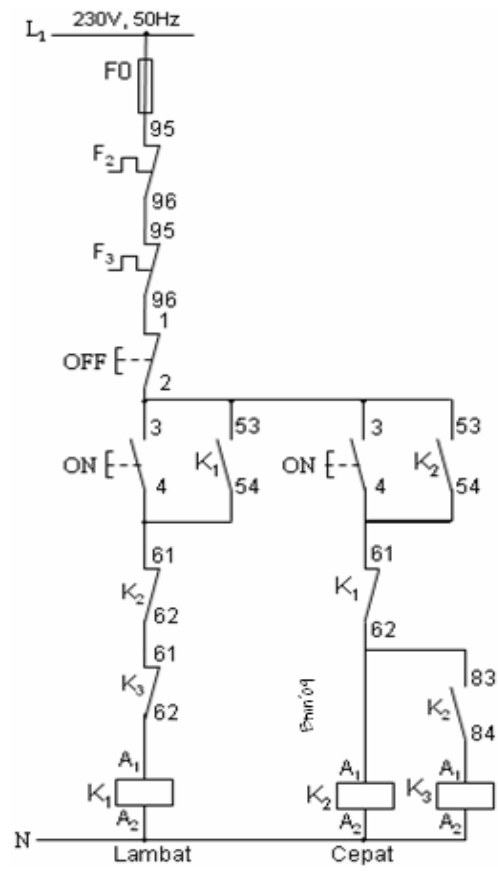 230V, 50Hz
L₁
F0
95
F₂
96
95
F₃
96
1
OFF
2
3 53 3 53
ON K₁ ON K₂
4 54 4 54
61 61
K₂ K₁
62 62
61
K₃
62
83
K₂
84
Bnin'09
A₁ A₁ A₁
K₁ K₂ K₃
A₂ A₂ A₂
N
Lambat Cepat